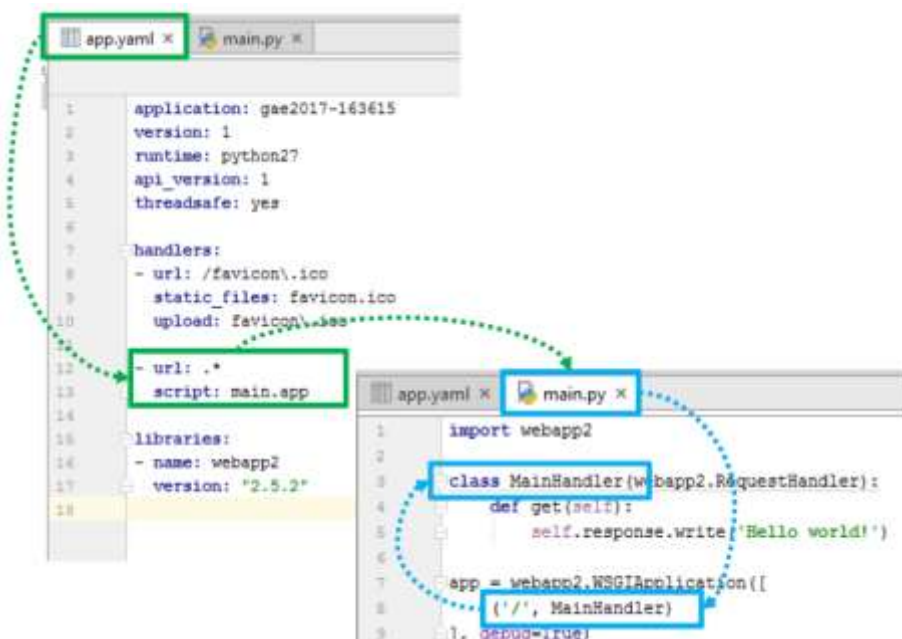 app.yaml × main.py ×
1 application: gae2017-163615
2 version: 1
3 runtime: python27
4 api_version: 1
5 threadsafe: yes
6
7 handlers:
8 - url: /favicon\.ico
9 static_files: favicon.ico
10 upload: favicon\.ico
11
12 - url: .*
13 script: main.app
14
15 libraries:
16 - name: webapp2
17 version: "2.5.2"
18
app.yaml × main.py ×
1 import webapp2
2
3 class MainHandler(webapp2.RequestHandler):
4 def get(self):
5 self.response.write('Hello world!')
6
7 app = webapp2.WSGIApplication([
8 ('/', MainHandler)
9 ], debug=True)